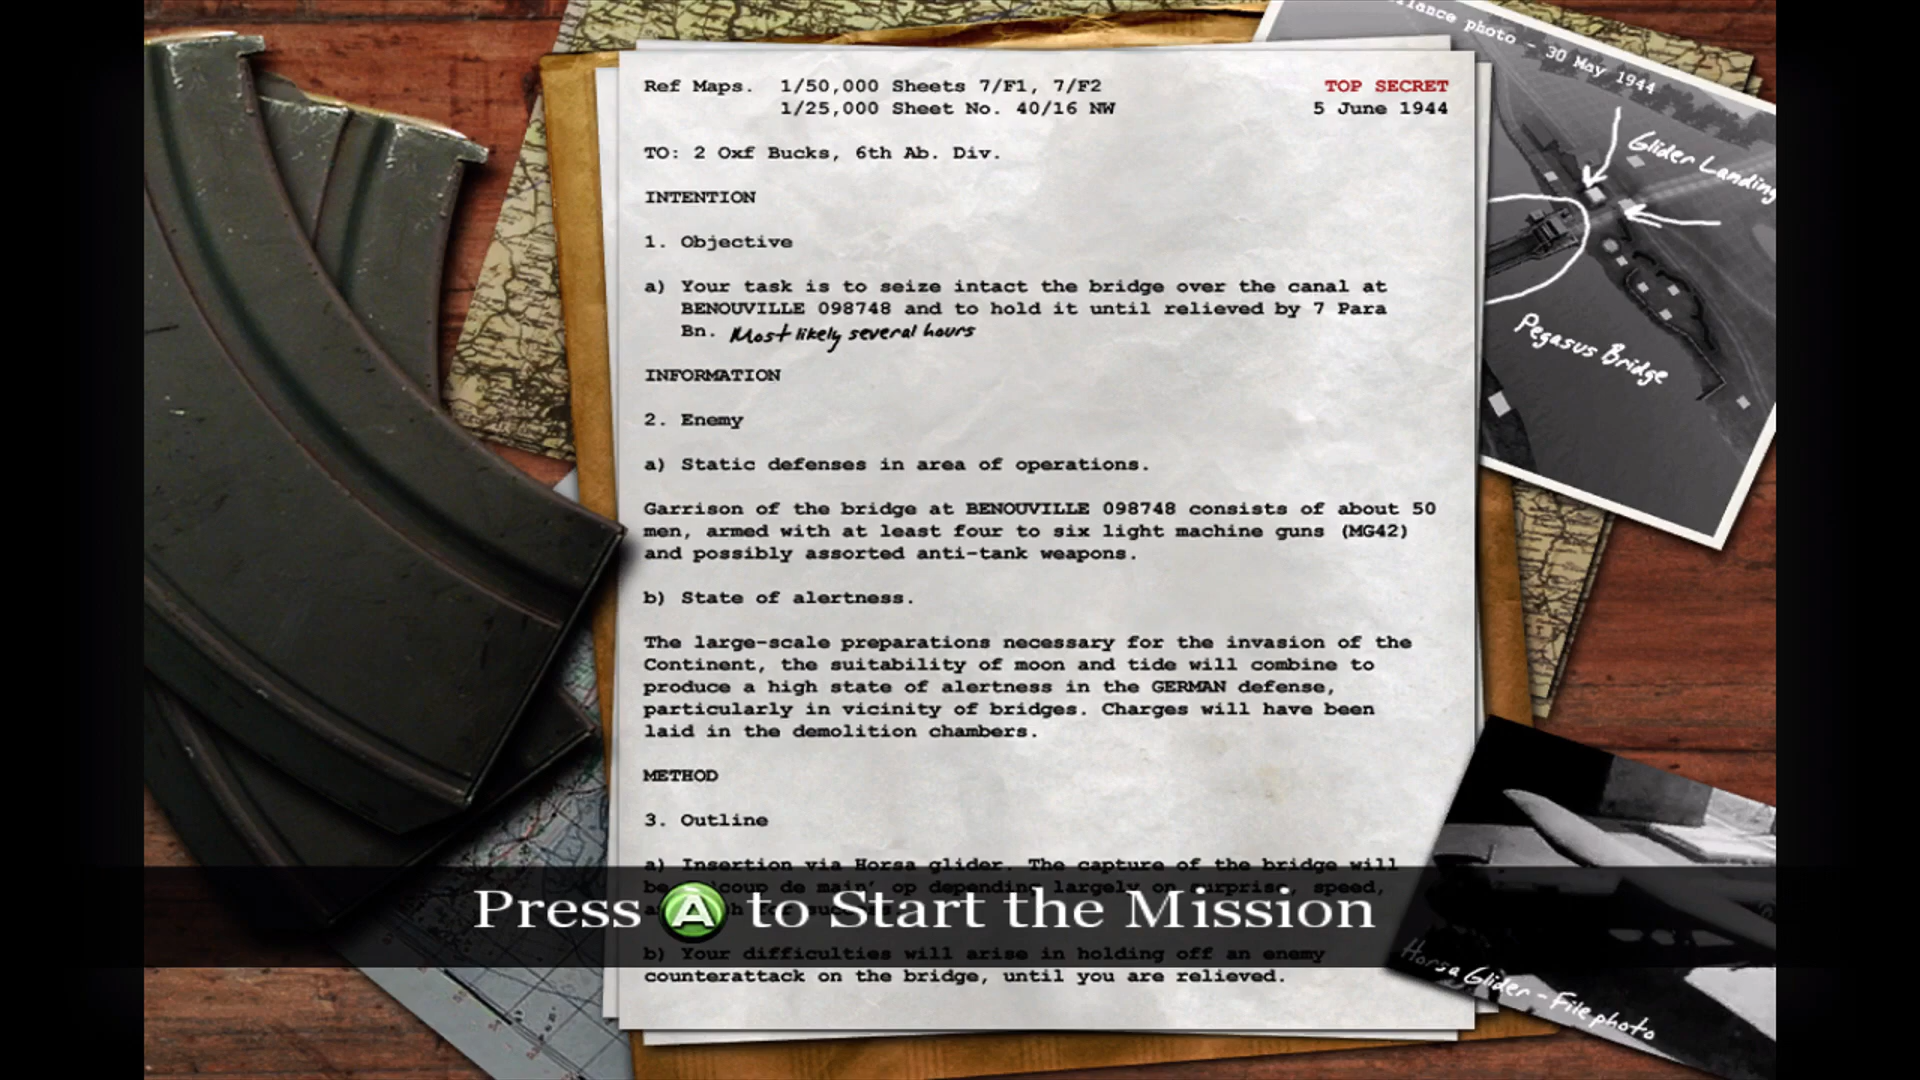 Ref Maps. 1/50,000 Sheets 7/F1, 7/F2
TOP SECRET
1/25,000 Sheet No. 40/16 NW
5 June 1944
TO: 2 Oxf Bucks, 6th Ab. Div.
INTENTION
1. Objective
a) Your task is to seize intact the bridge over the canal at
BENOUVILLE 098748 and to hold it until relieved by 7 Para
Bn. Most likely several hours
INFORMATION
2. Enemy
a) Static defenses in area of operations.
Garrison of the bridge at BENOUVILLE 098748 consists of about 50
men, armed with at least four to six light machine guns (MG42)
and possibly assorted anti-tank weapons.
b) State of alertness.
The large-scale preparations necessary for the invasion of the
Continent, the suitability of moon and tide will combine to
produce a high state of alertness in the GERMAN defense,
particularly in vicinity of bridges. Charges will have been
laid in the demolition chambers.
METHOD
3. Outline
a) Insertion via Horsa glider. The capture of the bridge will
be 'coup de main' op depending largely on surprise, speed,
Press A to Start the Mission
b) Your difficulties will arise in holding off an enemy
counterattack on the bridge, until you are relieved.
photo - 30 May 1944
Glider Landing
Pegasus Bridge
Horsa Glider - File photo